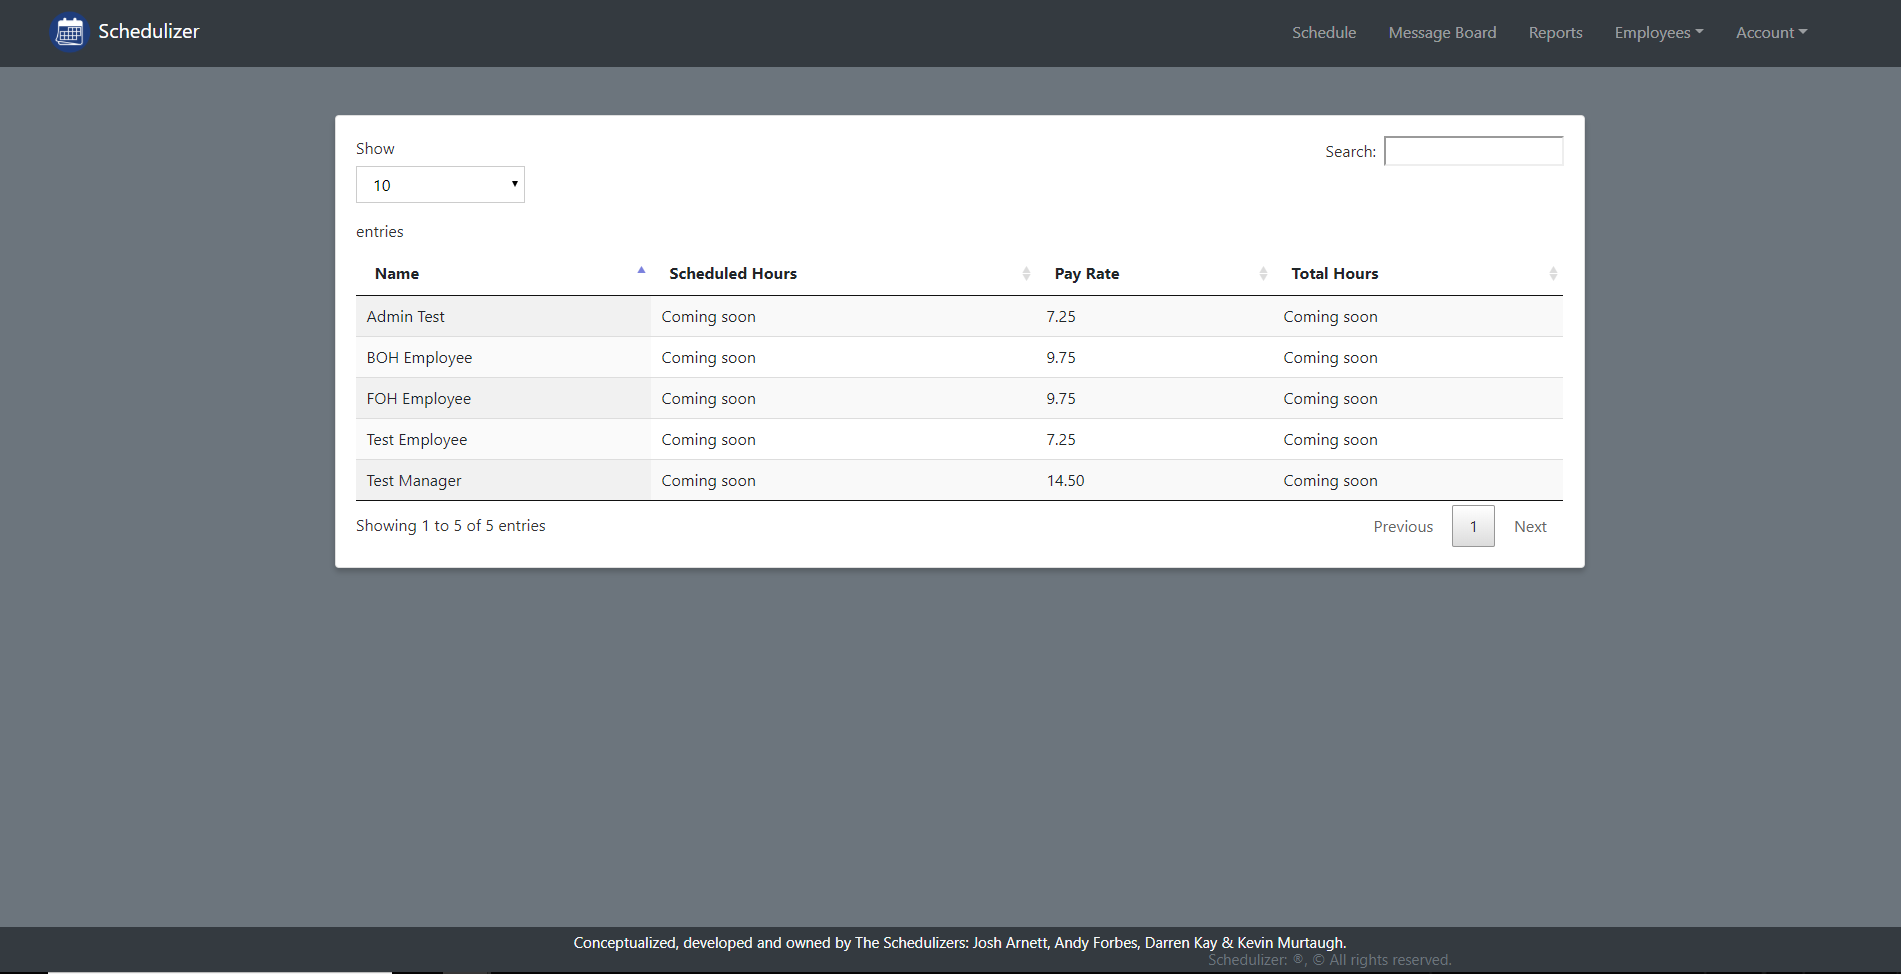 Schedulizer Schedule Message Board Reports Employees Account
Show Search:
10
entries
Name Scheduled Hours Pay Rate Total Hours
Admin Test Coming soon 7.25 Coming soon
BOH Employee Coming soon 9.75 Coming soon
FOH Employee Coming soon 9.75 Coming soon
Test Employee Coming soon 7.25 Coming soon
Test Manager Coming soon 14.50 Coming soon
Showing 1 to 5 of 5 entries Previous 1 Next
Conceptualized, developed and owned by The Schedulizers: Josh Arnett, Andy Forbes, Darren Kay & Kevin Murtaugh.
Schedulizer: ®, © All rights reserved.